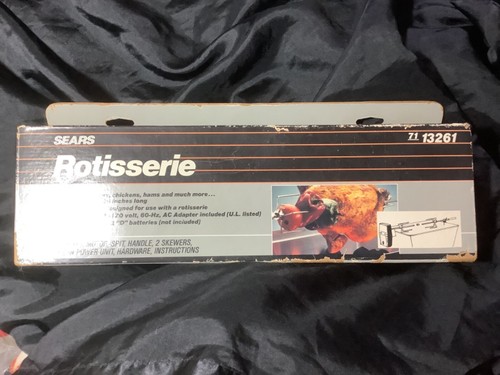 SEARS
71 13261
Rotisserie
chickens, hams and much more...
inches long
signed for use with a rotisserie
120 volt, 60-Hz, AC Adapter included (U.L. listed)
"D" batteries (not included)
SPIT, HANDLE, 2 SKEWERS,
POWER UNIT, HARDWARE, INSTRUCTIONS